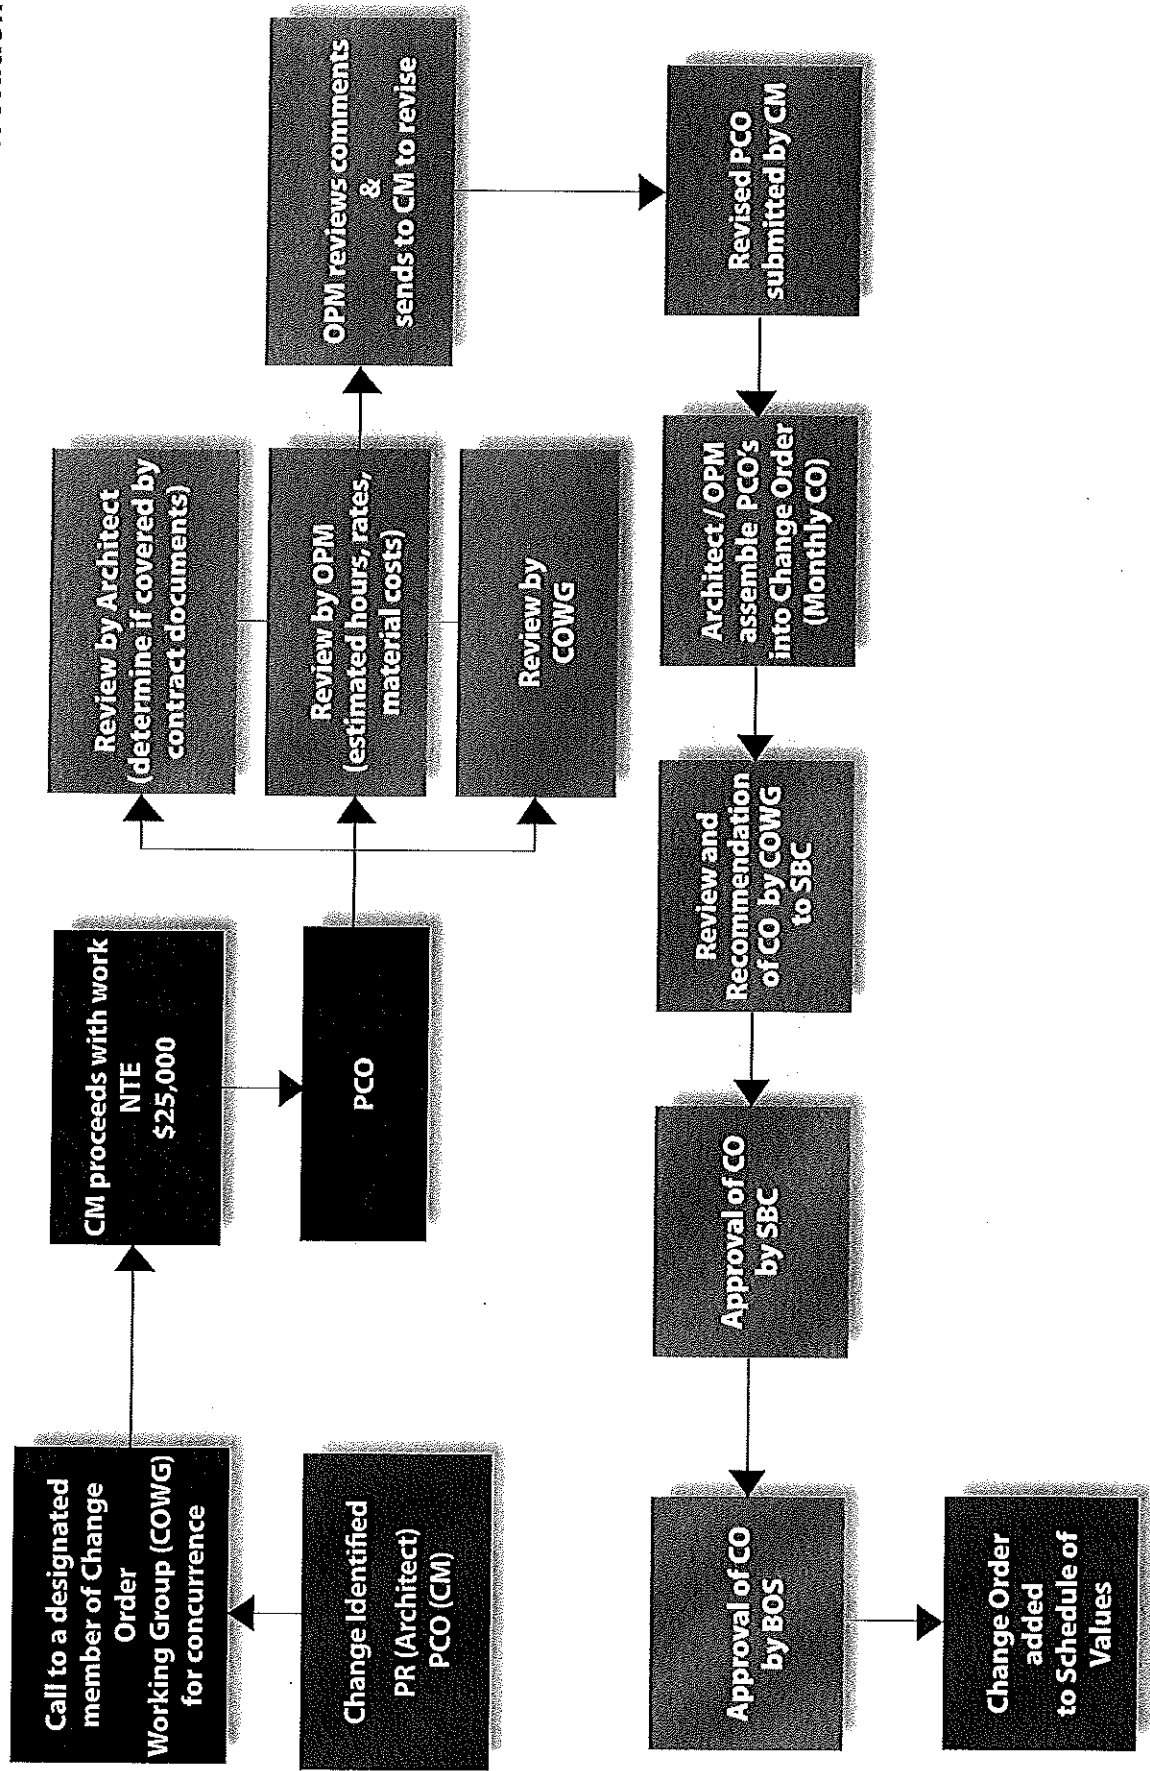 Change Identified
PR (Architect)
PCO (CM)
Call to a designated
member of Change
Order
Working Group (COWG)
for concurrence
CM proceeds with work
NTE
$25,000
PCO
Review by Architect
(determine if covered by
contract documents)
Review by OPM
(estimated hours, rates,
material costs)
Review by
COWG
OPM reviews comments
&
sends to CM to revise
Revised PCO
submitted by CM
Architect / OPM
assemble PCO's
into Change Order
(Monthly CO)
Review and
Recommendation
of CO by COWG
to SBC
Approval of CO
by SBC
Approval of CO
by BOS
Change Order
added
to Schedule of
Values